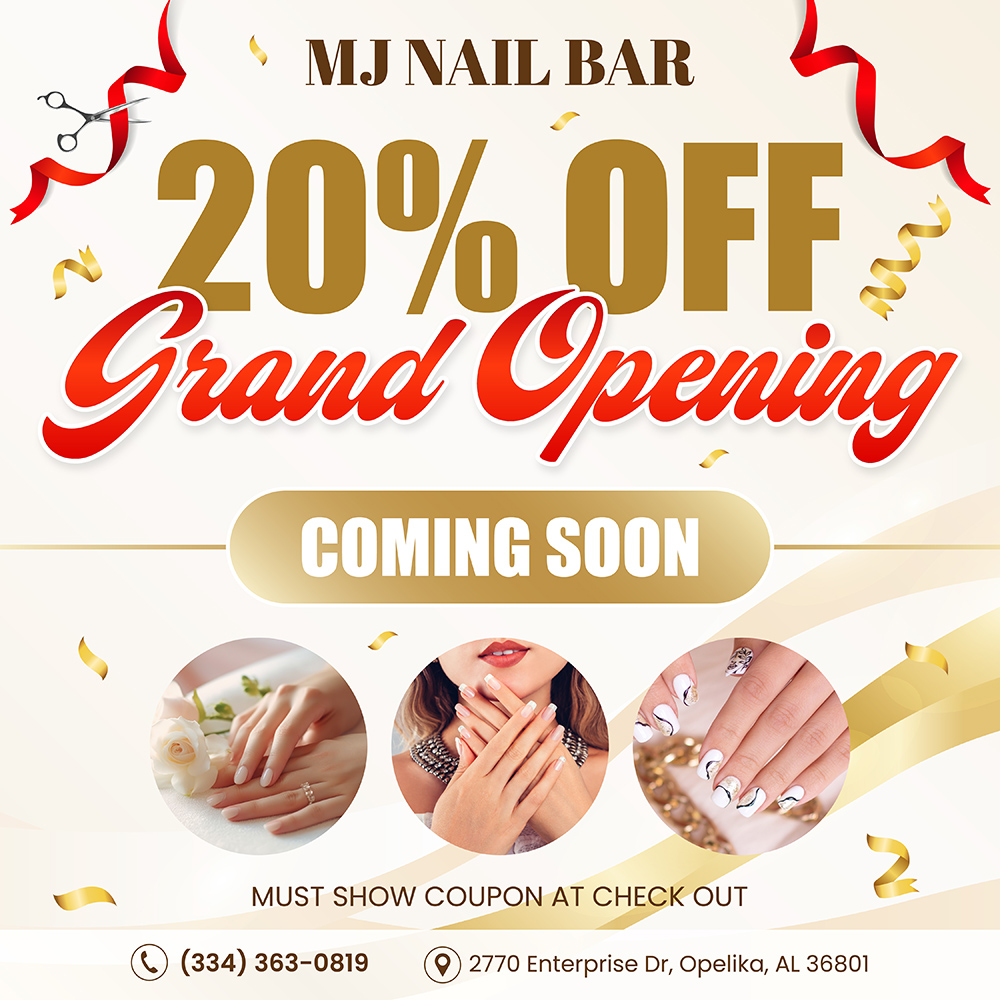 MJ NAIL BAR
20% OFF
Grand Opening
COMING SOON
MUST SHOW COUPON AT CHECK OUT
(334) 363-0819
2770 Enterprise Dr, Opelika, AL 36801